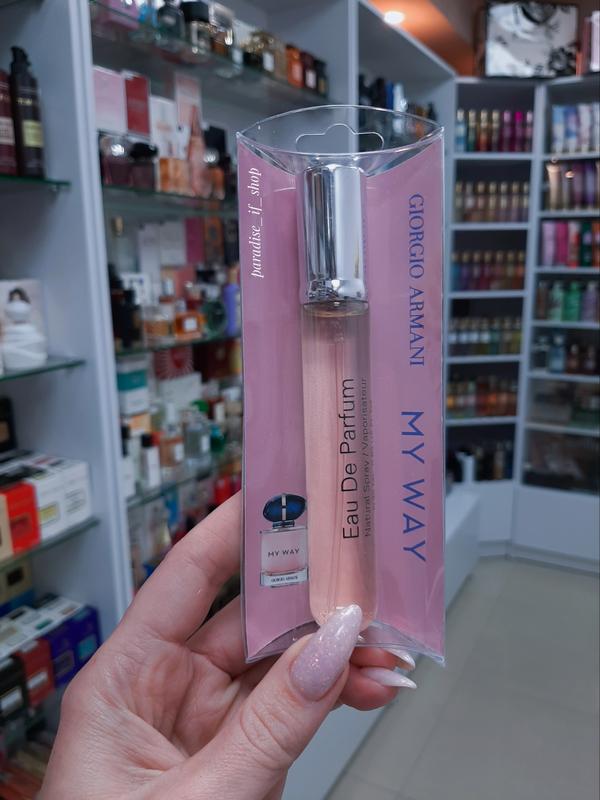 paradise_if_shop
GIORGIO ARMANI
MY WAY
Eau De Parfum
Natural Spray / Vaporisateur
MY WAY
GIORGIO ARMANI